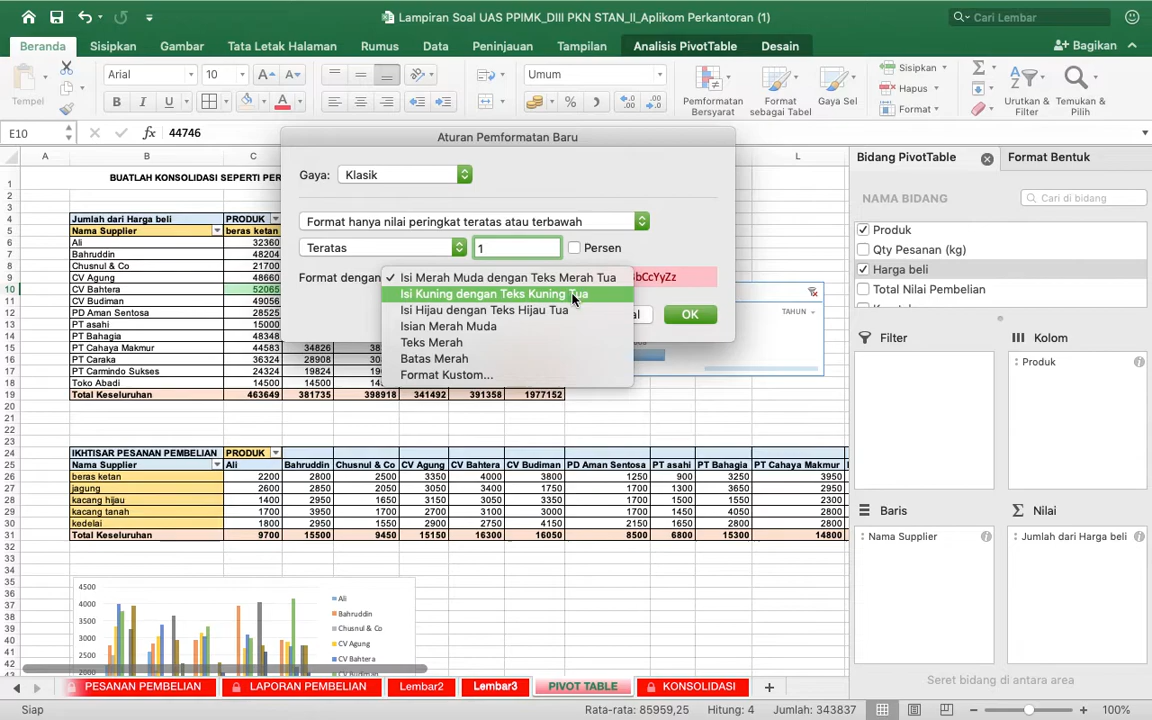 Lampiran Soal UAS PPIMK_DIII PKN STAN_II_Aplikom Perkantoran (1)
Cari Lembar
Beranda Sisipkan Gambar Tata Letak Halaman Rumus Data Peninjauan Tampilan Analisis PivotTable Desain Bagikan
Tempel
Arial 10
B I U
Umum
Pemformatan Bersyarat
Format sebagai Tabel
Gaya Sel
Sisipkan
Hapus
Format
Urutkan & Filter
Temukan & Pilih
E10 fx 44746
Aturan Pemformatan Baru
Gaya: Klasik
Format hanya nilai peringkat teratas atau terbawah
Teratas 1 Persen
Format dengan
✓ Isi Merah Muda dengan Teks Merah Tua
Isi Kuning dengan Teks Kuning Tua
Isi Hijau dengan Teks Hijau Tua
Isian Merah Muda
Teks Merah
Batas Merah
Format Kustom...
bCcYyZz
al OK
TAHUN
A B C L
BUATLAH KONSOLIDASI SEPERTI PER
Jumlah dari Harga beli PRODUK
Nama Supplier beras ketan
Ali 32360
Bahruddin 48204
Chusnul & Co 21700
CV Agung 48660
CV Bahtera 52065
CV Budiman 49056
PD Aman Sentosa 28525
PT asahi 15000
PT Bahagia 48348
PT Cahaya Makmur 44583 34826
PT Caraka 36324 28908
PT Carmindo Sukses 24324 19824
Toko Abadi 14500 14500
Total Keseluruhan 463649 381735 398918 341492 391358 1977152
IKHTISAR PESANAN PEMBELIAN PRODUK
Nama Supplier Ali Bahruddin Chusnul & Co CV Agung CV Bahtera CV Budiman PD Aman Sentosa PT asahi PT Bahagia PT Cahaya Makmur
beras ketan 2200 2800 2500 3350 4000 3800 1250 900 3250 3950
jagung 2600 2850 2050 3050 3400 1750 1700 1300 3650 2950
kacang hijau 1400 2950 1650 3150 3050 3350 1700 1500 1550 2300
kacang tanah 1700 3950 1700 2700 3100 3000 1700 1450 4050 2800
kedelai 1800 2950 1550 2900 2750 4150 2150 1650 2800 2800
Total Keseluruhan 9700 15500 9450 15150 16300 16050 8500 6800 15300 14800
4500
4000
3500
3000
2500
2000
Ali
Bahruddin
Chusnul & Co
CV Agung
CV Bahtera
CV Budiman
Bidang PivotTable Format Bentuk
NAMA BIDANG Cari di bidang
Produk
Qty Pesanan (kg)
Harga beli
Total Nilai Pembelian
Filter Kolom
Produk
Baris Nilai
Nama Supplier Jumlah dari Harga beli
Seret bidang di antara area
PESANAN PEMBELIAN LAPORAN PEMBELIAN Lembar2 Lembar3 PIVOT TABLE KONSOLIDASI +
Siap Rata-rata: 85959,25 Hitung: 4 Jumlah: 343837 100%